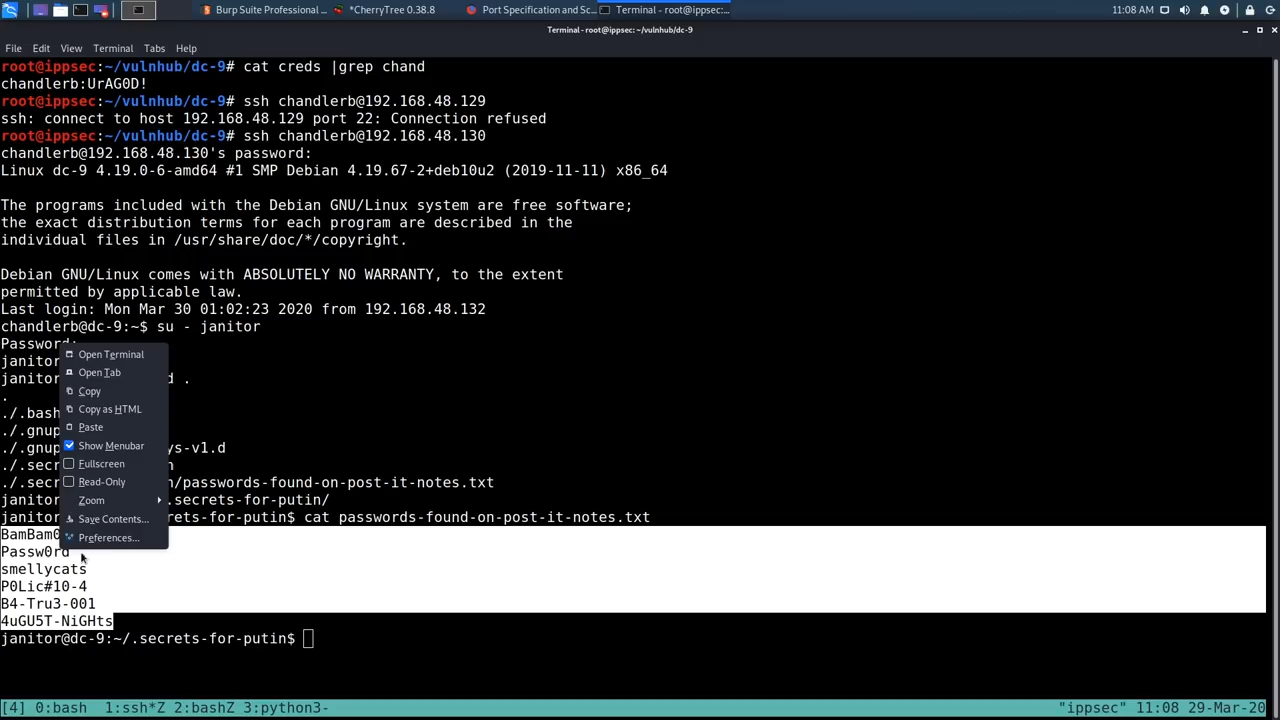 Burp Suite Professional ...
*CherryTree 0.38.8
Port Specification and Sc...
Terminal - root@ippsec:...
11:08 AM
Terminal - root@ippsec: ~/vulnhub/dc-9
File Edit View Terminal Tabs Help
root@ippsec:~/vulnhub/dc-9# cat creds |grep chand
chandlerb:UrAG0D!
root@ippsec:~/vulnhub/dc-9# ssh chandlerb@192.168.48.129
ssh: connect to host 192.168.48.129 port 22: Connection refused
root@ippsec:~/vulnhub/dc-9# ssh chandlerb@192.168.48.130
chandlerb@192.168.48.130's password:
Linux dc-9 4.19.0-6-amd64 #1 SMP Debian 4.19.67-2+deb10u2 (2019-11-11) x86_64
The programs included with the Debian GNU/Linux system are free software;
the exact distribution terms for each program are described in the
individual files in /usr/share/doc/*/copyright.
Debian GNU/Linux comes with ABSOLUTELY NO WARRANTY, to the extent
permitted by applicable law.
Last login: Mon Mar 30 01:02:23 2020 from 192.168.48.132
chandlerb@dc-9:~$ su - janitor
Password:
janitor
janitor d .
.
./.bash
./.gnu
./.gnu ys-v1.d
./.secr n
./.secr n/passwords-found-on-post-it-notes.txt
janitor .secrets-for-putin/
janitor crets-for-putin$ cat passwords-found-on-post-it-notes.txt
BamBam0
Passw0rd
smellycats
P0Lic#10-4
B4-Tru3-001
4uGU5T-NiGHts
janitor@dc-9:~/.secrets-for-putin$
Open Terminal
Open Tab
Copy
Copy as HTML
Paste
Show Menubar
Fullscreen
Read-Only
Zoom
Save Contents...
Preferences...
[4] 0:bash 1:ssh*Z 2:bashZ 3:python3- "ippsec" 11:08 29-Mar-20